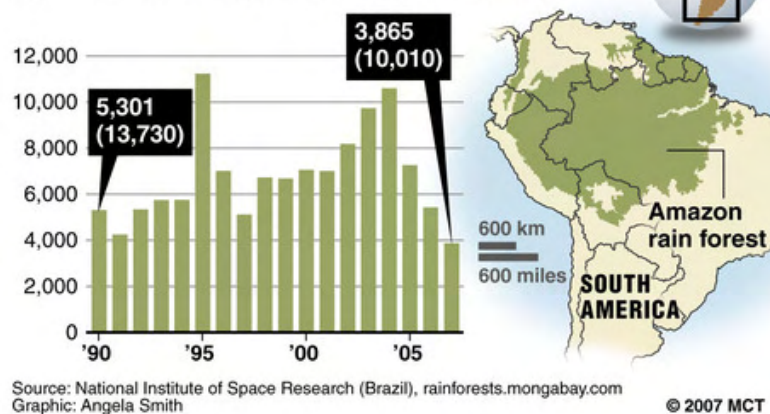 3,865
(10,010)
5,301
(13,730)
12,000
10,000
8,000
6,000
4,000
2,000
0
'90
'95
'00
'05
600 km
600 miles
Amazon
rain forest
SOUTH
AMERICA
Source: National Institute of Space Research (Brazil), rainforests.mongabay.com
Graphic: Angela Smith
© 2007 MCT